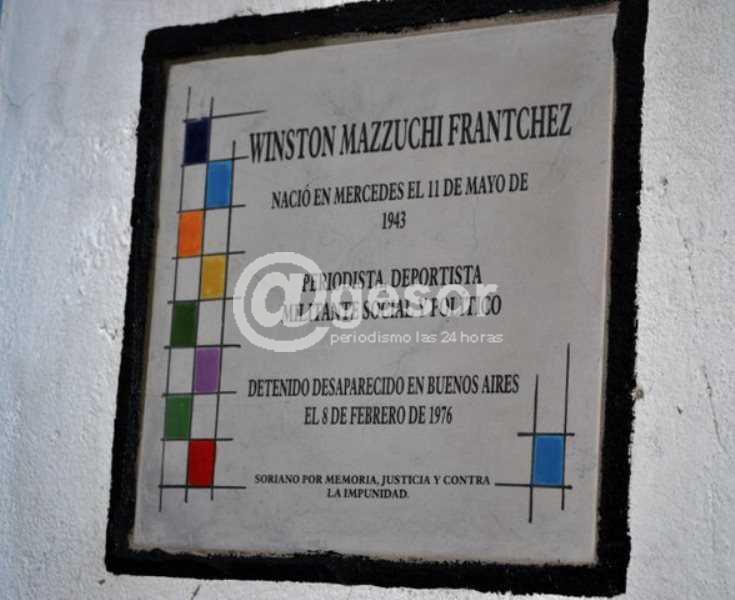 WINSTON MAZZUCHI FRANTCHEZ
NACIÓ EN MERCEDES EL 11 DE MAYO DE
1943
PERIODISTA, DEPORTISTA
MILITANTE SOCIAL Y POLITICO
@gesor
periodismo las 24 horas
DETENIDO DESAPARECIDO EN BUENOS AIRES
EL 8 DE FEBRERO DE 1976
SORIANO POR MEMORIA, JUSTICIA Y CONTRA
LA IMPUNIDAD.